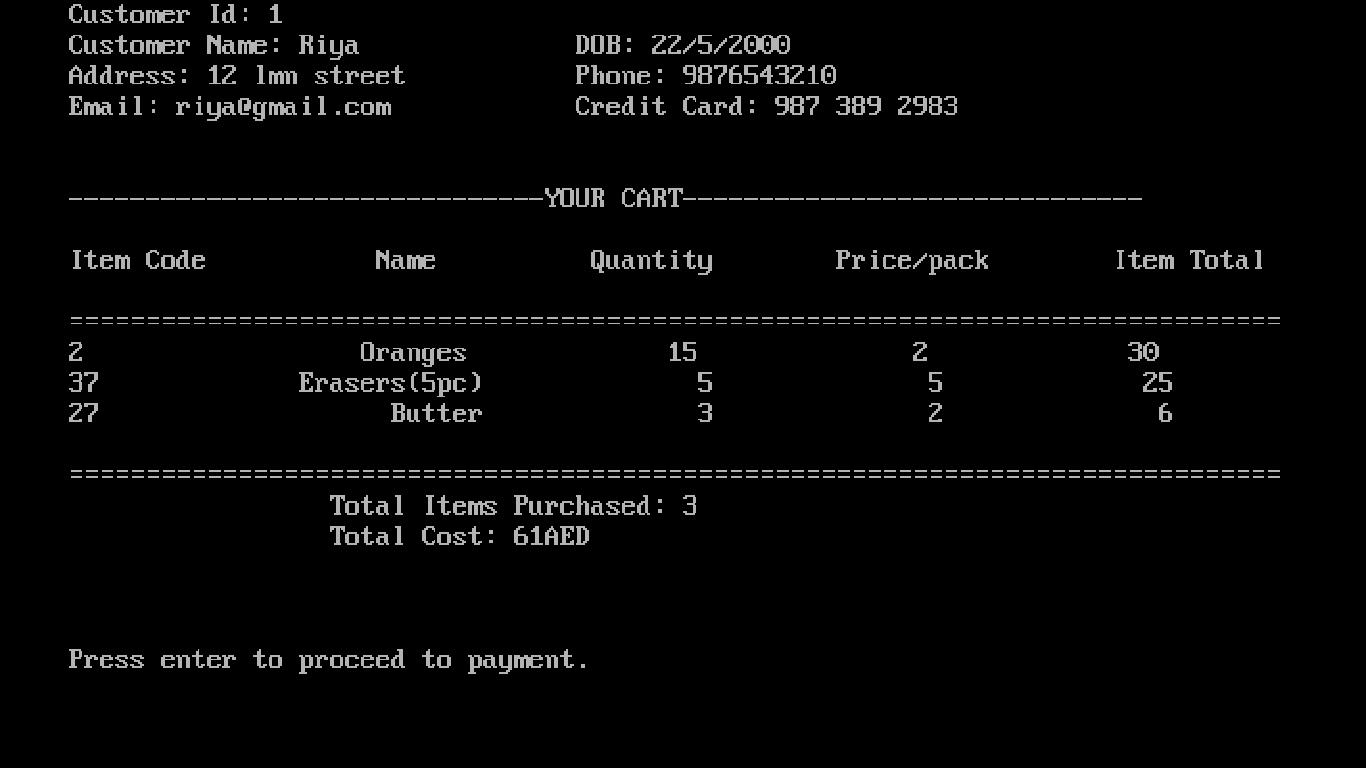 Customer Id: 1
Customer Name: Riya DOB: 22/5/2000
Address: 12 lmn street Phone: 9876543210
Email: riya@gmail.com Credit Card: 987 389 2983
-------------------------------YOUR CART------------------------------
Item Code Name Quantity Price/pack Item Total
===============================================================================
2 Oranges 15 2 30
37 Erasers(5pc) 5 5 25
27 Butter 3 2 6
===============================================================================
Total Items Purchased: 3
Total Cost: 61AED
Press enter to proceed to payment.